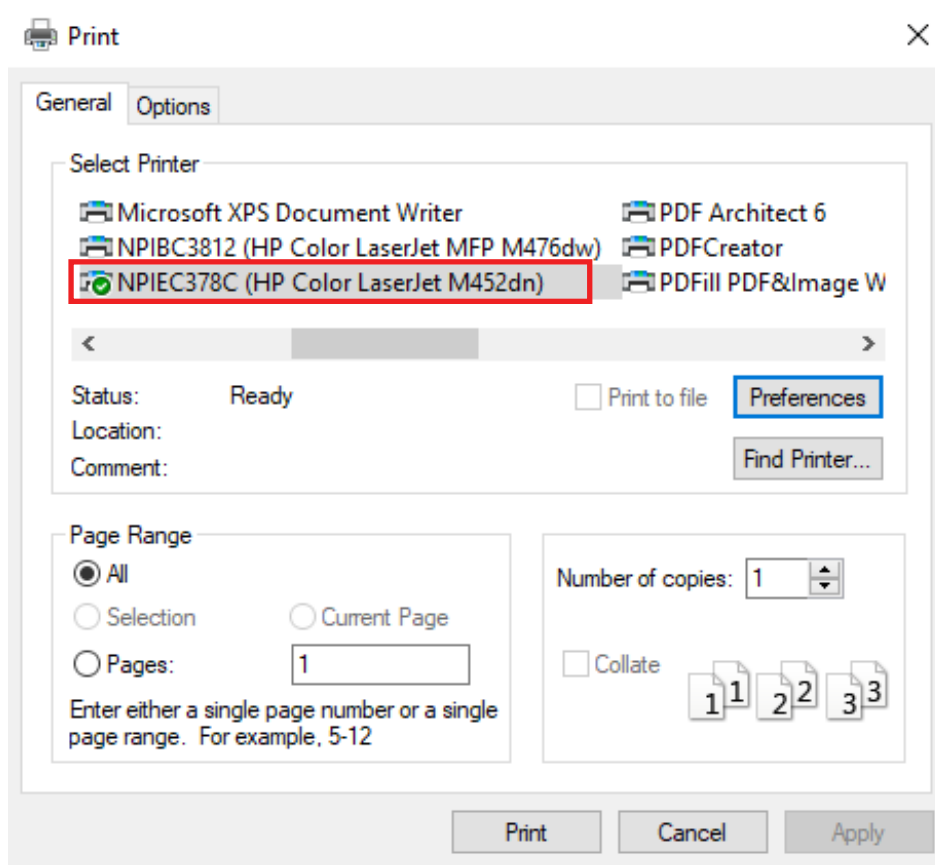 Print
General Options
Select Printer
Microsoft XPS Document Writer PDF Architect 6
NPIBC3812 (HP Color LaserJet MFP M476dw) PDFCreator
NPIEC378C (HP Color LaserJet M452dn) PDFill PDF&Image W
Status: Ready Print to file Preferences
Location:
Comment: Find Printer...
Page Range
All
Number of copies: 1
Selection Current Page
Pages: 1
Collate 1 1 2 2 3 3
Enter either a single page number or a single
page range. For example, 5-12
Print Cancel Apply